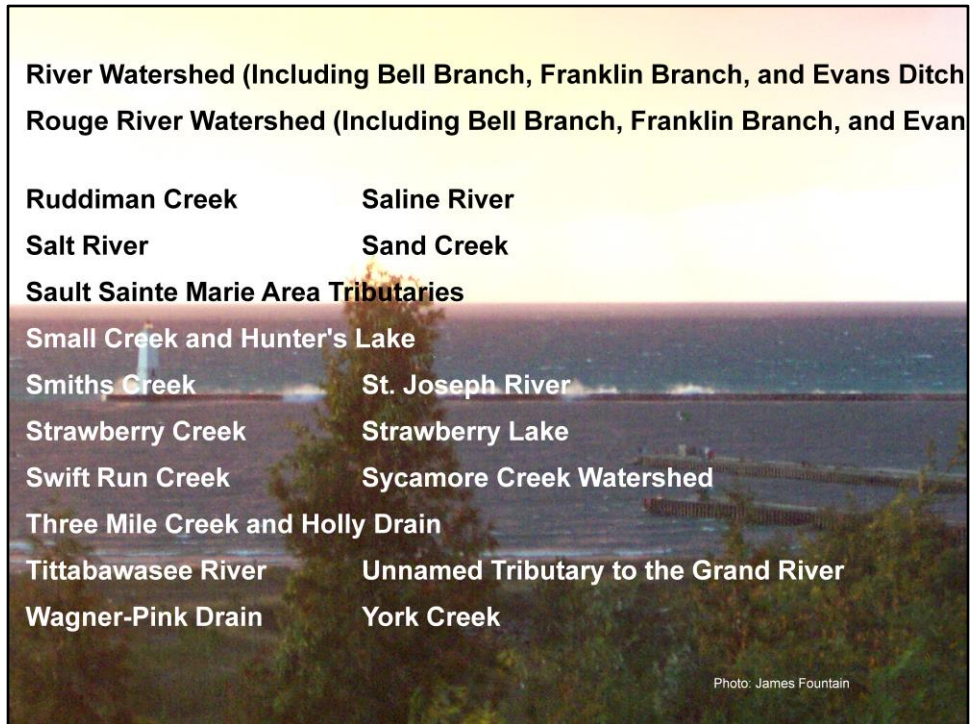 River Watershed (Including Bell Branch, Franklin Branch, and Evans Ditch
Rouge River Watershed (Including Bell Branch, Franklin Branch, and Evan
Ruddiman Creek Saline River
Salt River Sand Creek
Sault Sainte Marie Area Tributaries
Small Creek and Hunter's Lake
Smiths Creek St. Joseph River
Strawberry Creek Strawberry Lake
Swift Run Creek Sycamore Creek Watershed
Three Mile Creek and Holly Drain
Tittabawasee River Unnamed Tributary to the Grand River
Wagner-Pink Drain York Creek
Photo: James Fountain